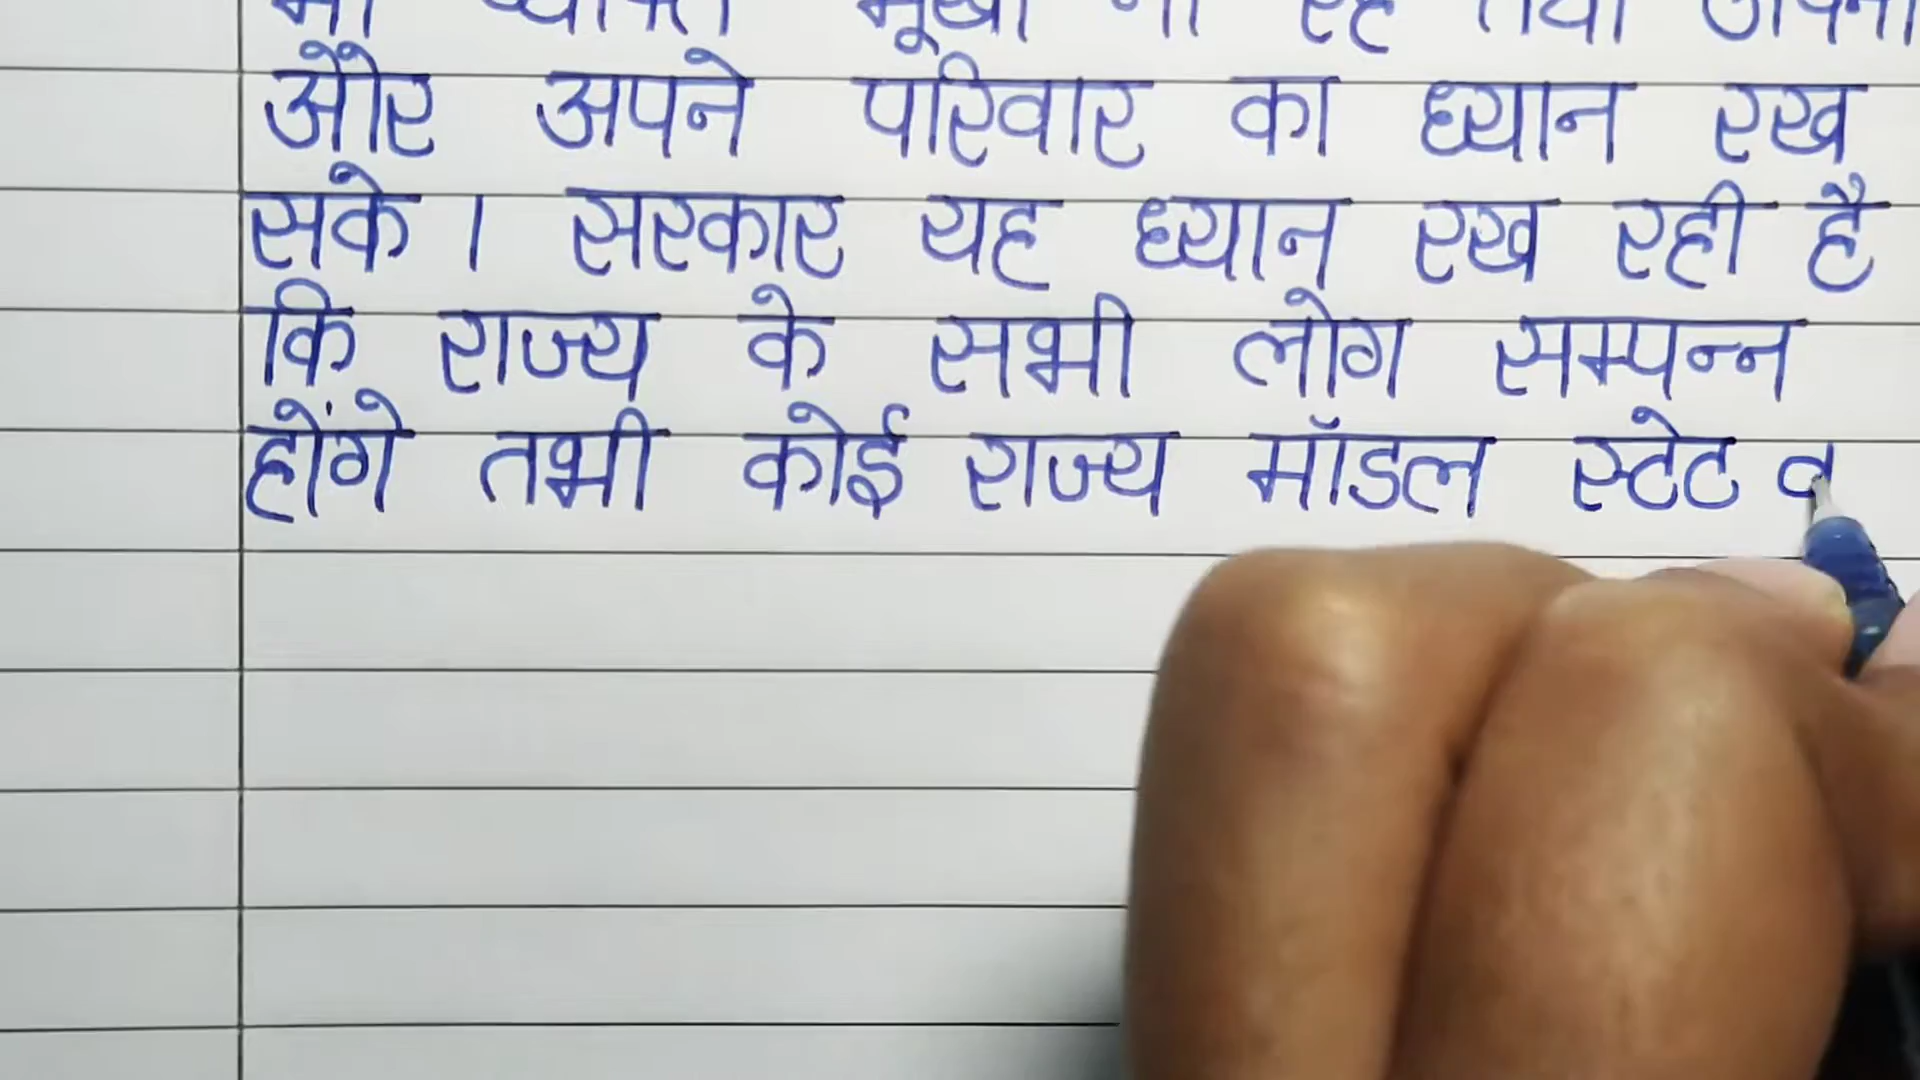 और अपने परिवार का ध्यान रख
सके । सरकार यह ध्यान रख रही है
कि राज्य के सभी लोग सम्पन्न
होंगे तभी कोई राज्य मॉडल स्टेट